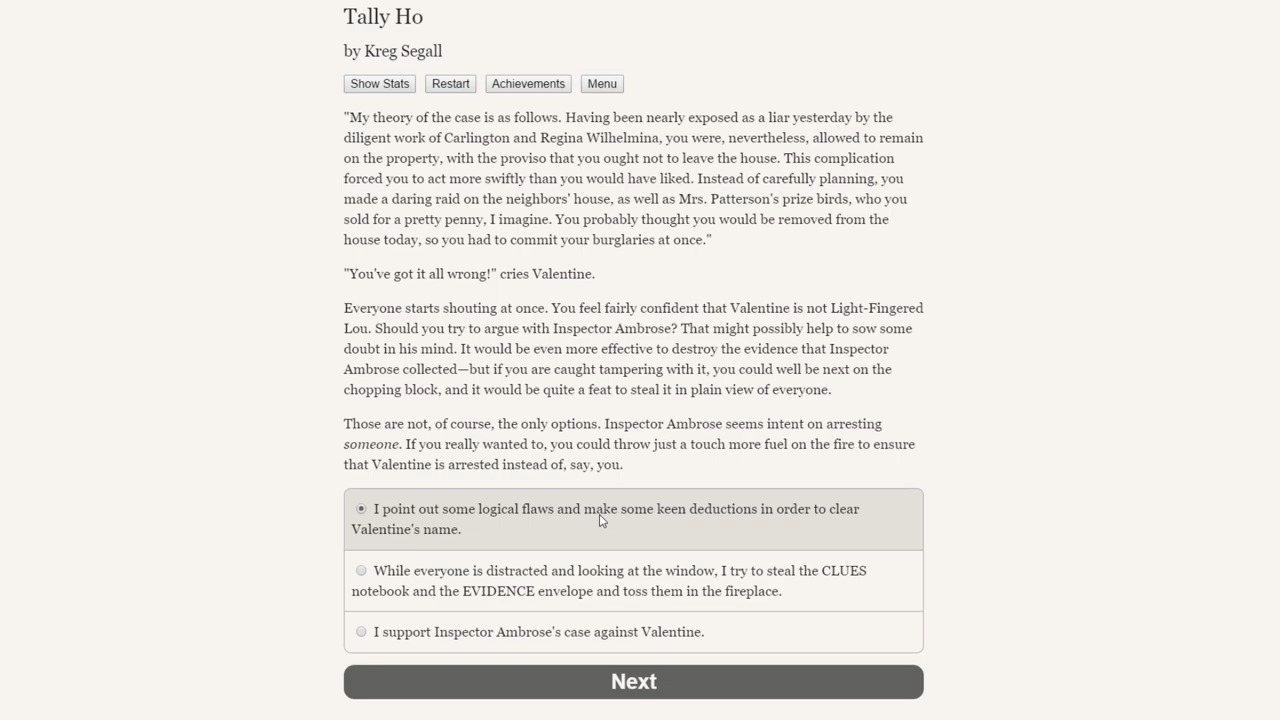 Tally Ho
by Kreg Segall
Show Stats Restart Achievements Menu
"My theory of the case is as follows. Having been nearly exposed as a liar yesterday by the
diligent work of Carlington and Regina Wilhelmina, you were, nevertheless, allowed to remain
on the property, with the proviso that you ought not to leave the house. This complication
forced you to act more swiftly than you would have liked. Instead of carefully planning, you
made a daring raid on the neighbors' house, as well as Mrs. Patterson's prize birds, who you
sold for a pretty penny, I imagine. You probably thought you would be removed from the
house today, so you had to commit your burglaries at once."
"You've got it all wrong!" cries Valentine.
Everyone starts shouting at once. You feel fairly confident that Valentine is not Light-Fingered
Lou. Should you try to argue with Inspector Ambrose? That might possibly help to sow some
doubt in his mind. It would be even more effective to destroy the evidence that Inspector
Ambrose collected—but if you are caught tampering with it, you could well be next on the
chopping block, and it would be quite a feat to steal it in plain view of everyone.
Those are not, of course, the only options. Inspector Ambrose seems intent on arresting
someone. If you really wanted to, you could throw just a touch more fuel on the fire to ensure
that Valentine is arrested instead of, say, you.
I point out some logical flaws and make some keen deductions in order to clear
Valentine's name.
While everyone is distracted and looking at the window, I try to steal the CLUES
notebook and the EVIDENCE envelope and toss them in the fireplace.
I support Inspector Ambrose's case against Valentine.
Next